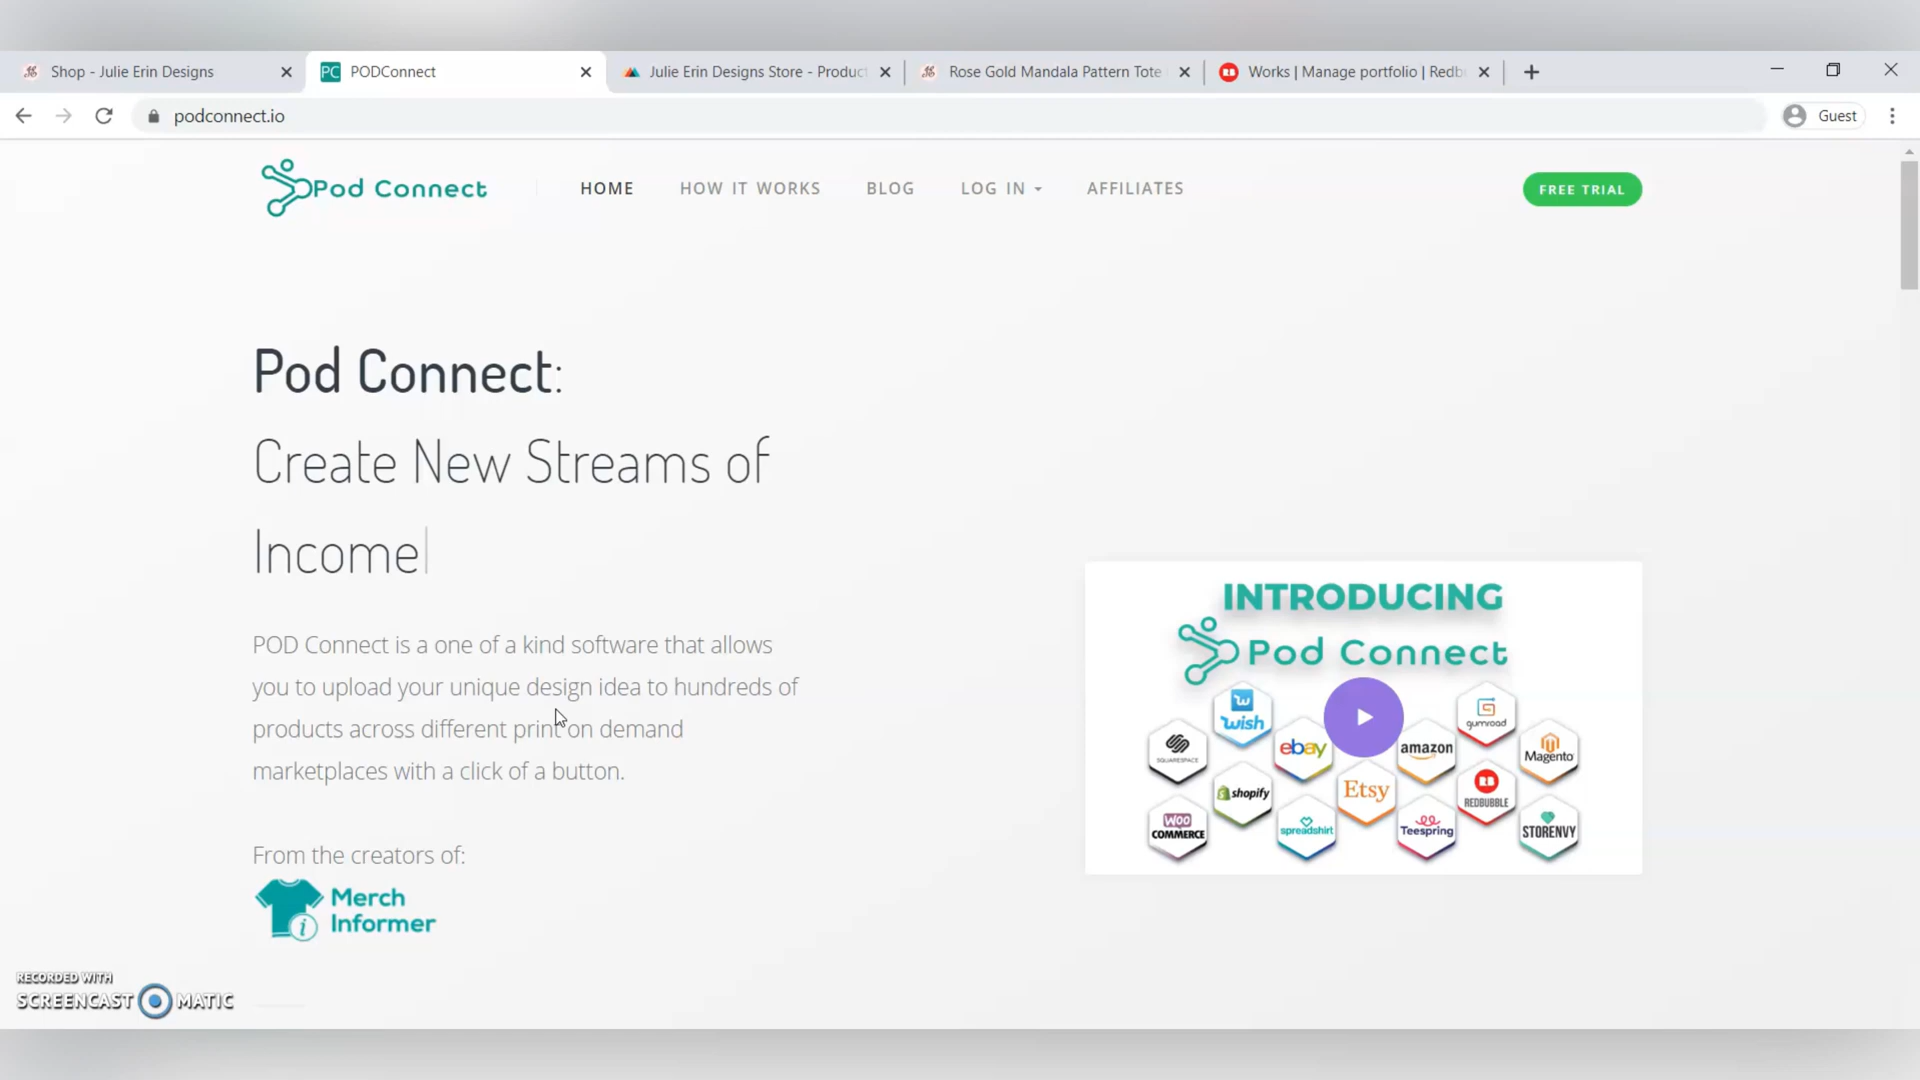 Shop - Julie Erin Designs
PC PODConnect
Julie Erin Designs Store - Product
Rose Gold Mandala Pattern Tote
Works | Manage portfolio | Redb
podconnect.io
Guest
Pod Connect
HOME
HOW IT WORKS
BLOG
LOG IN
AFFILIATES
FREE TRIAL
Pod Connect:
Create New Streams of
Income
POD Connect is a one of a kind software that allows
you to upload your unique design idea to hundreds of
products across different print on demand
marketplaces with a click of a button.
From the creators of:
Merch
Informer
INTRODUCING
Pod Connect
wish
gumroad
SQUARESPACE
ebay
amazon
Magento
shopify
Etsy
RB
REDBUBBLE
WOO
COMMERCE
spreadshirt
Teespring
STORENVY
RECORDED WITH
SCREENCAST MATIC